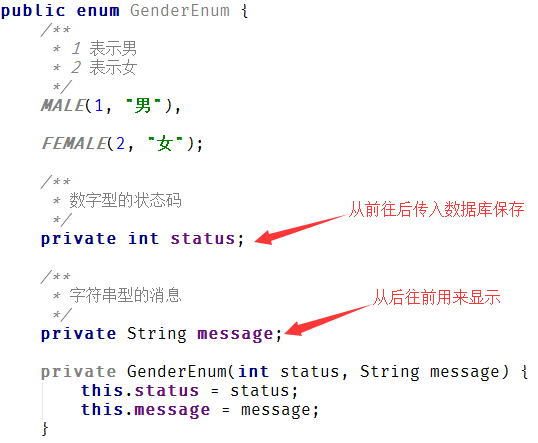 public enum GenderEnum {
/**
* 1 表示男
* 2 表示女
*/
MALE(1, "男"),
FEMALE(2, "女");
/**
* 数字型的状态码
*/
从前往后传入数据库保存
private int status;
/**
* 字符串型的消息
*/
从后往前用来显示
private String message;
private GenderEnum(int status, String message) {
this.status = status;
this.message = message;
}